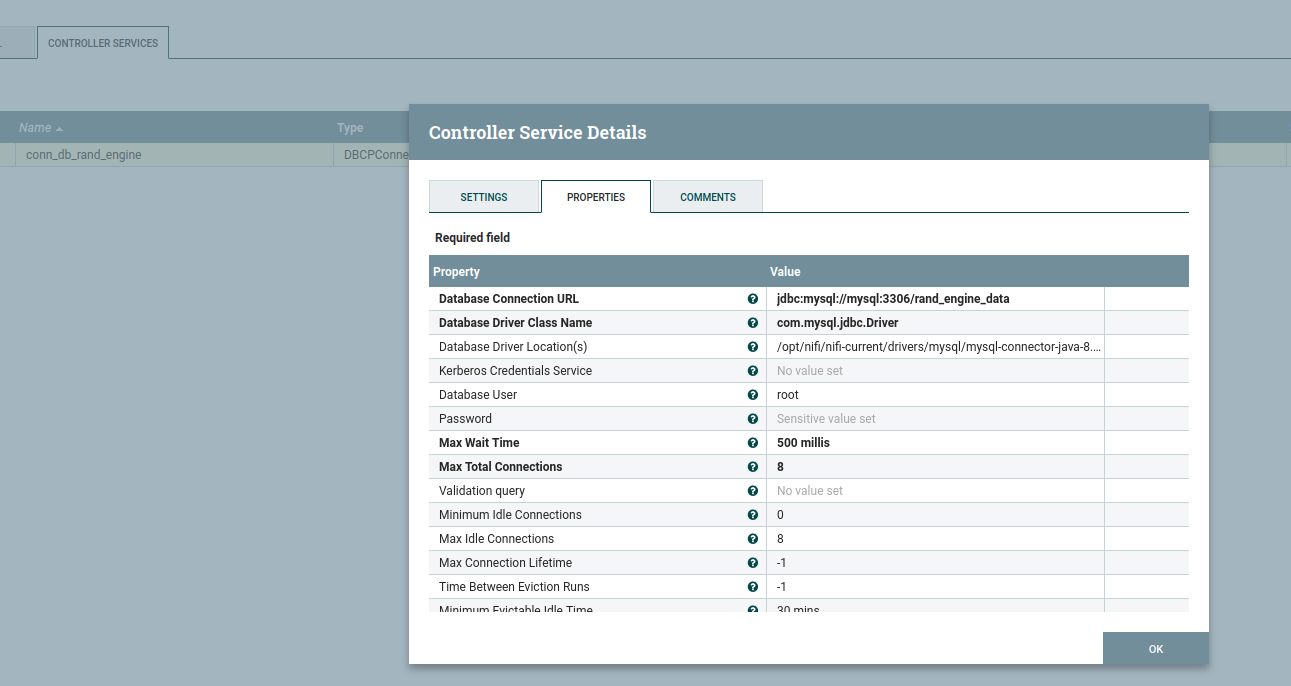 CONTROLLER SERVICES
Name Type
conn_db_rand_engine DBCPConne
Controller Service Details
SETTINGS PROPERTIES COMMENTS
Required field
Property Value
Database Connection URL jdbc:mysql://mysql:3306/rand_engine_data
Database Driver Class Name com.mysql.jdbc.Driver
Database Driver Location(s) /opt/nifi/nifi-current/drivers/mysql/mysql-connector-java-8....
Kerberos Credentials Service No value set
Database User root
Password Sensitive value set
Max Wait Time 500 millis
Max Total Connections 8
Validation query No value set
Minimum Idle Connections 0
Max Idle Connections 8
Max Connection Lifetime -1
Time Between Eviction Runs -1
Minimum Evictable Idle Time 30 mins
OK